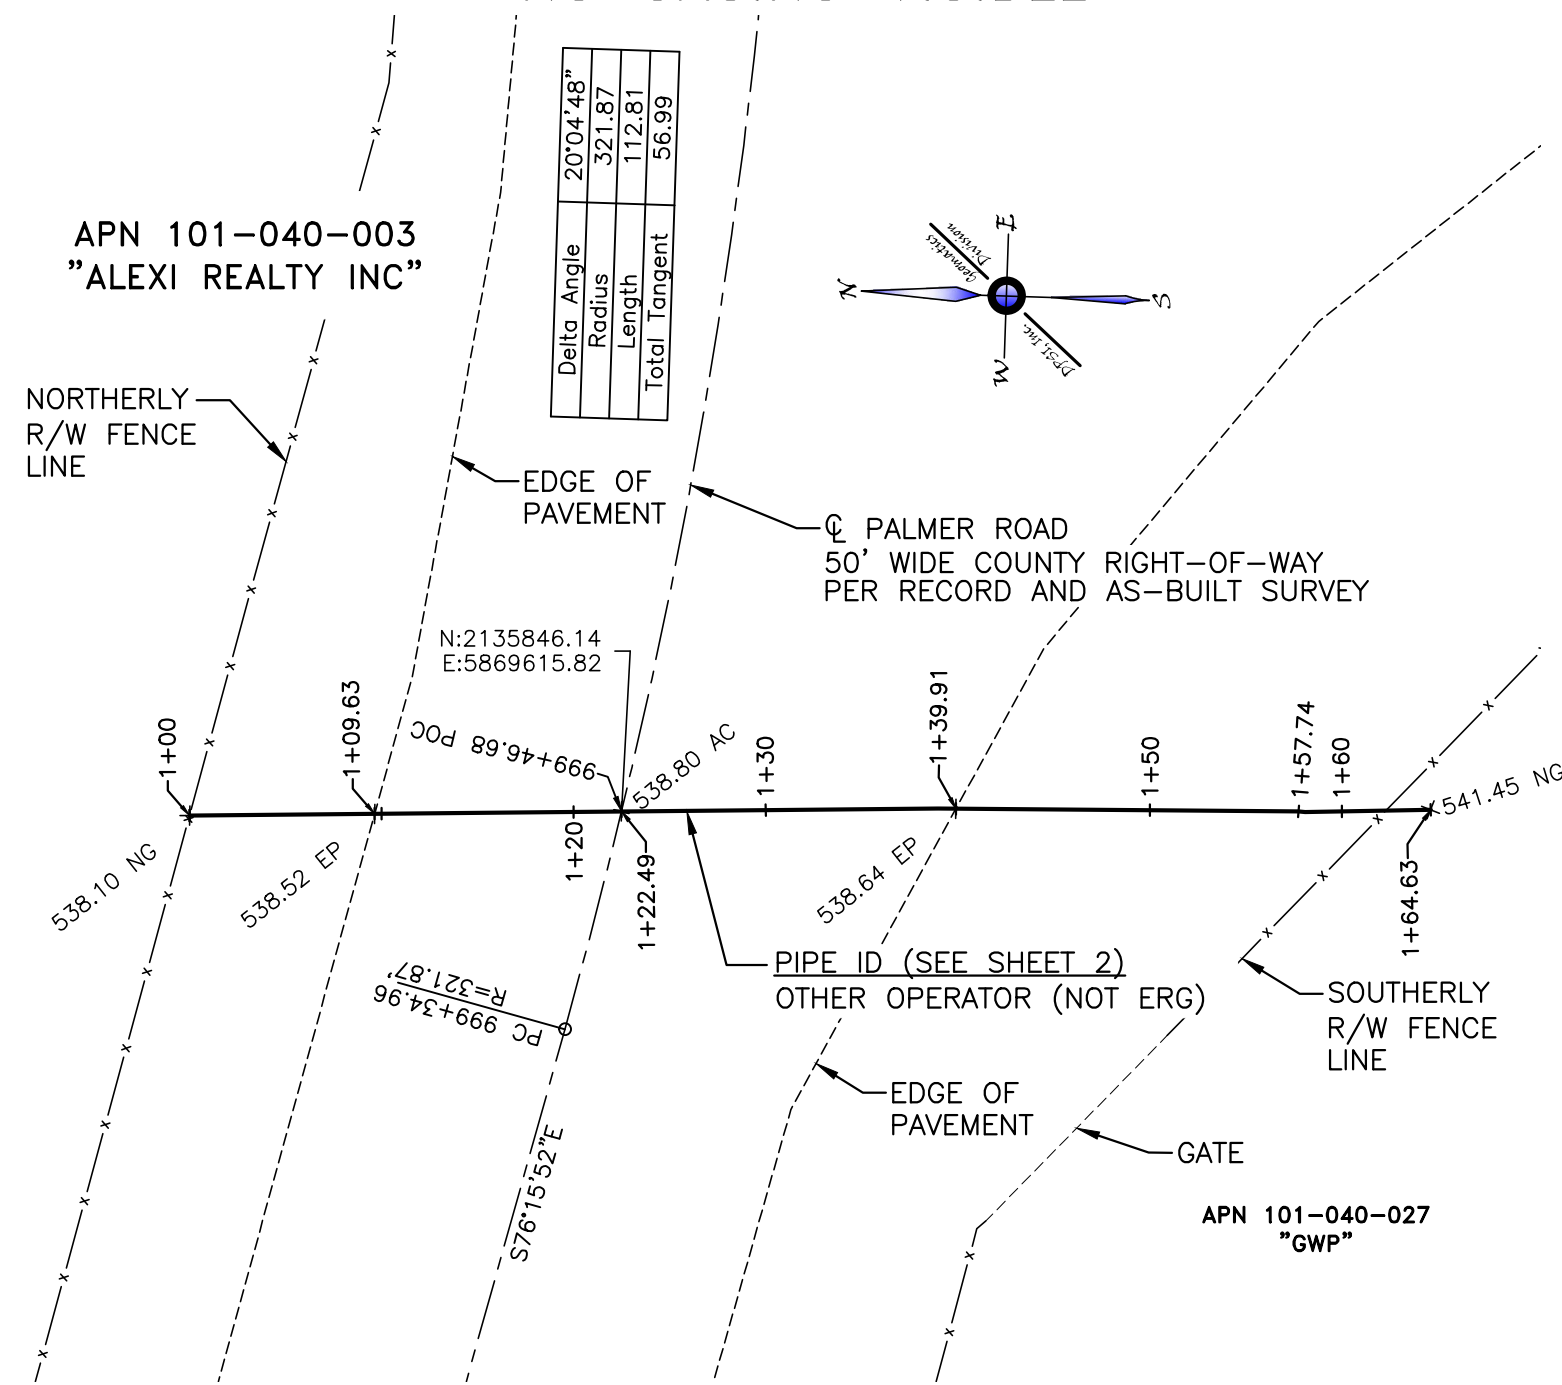 Delta Angle 20°04'48"
Radius 321.87
Length 112.81
Total Tangent 56.99
APN 101-040-003
"ALEXI REALTY INC"
N
E
S
W
Geomatics
Division
DPSI, Inc.
NORTHERLY
R/W FENCE
LINE
EDGE OF
PAVEMENT
℄ PALMER ROAD
50' WIDE COUNTY RIGHT-OF-WAY
PER RECORD AND AS-BUILT SURVEY
N:2135846.14
E:5869615.82
1+00
1+09.63
999+46.68 POC
538.80 AC
1+30
1+39.91
1+50
1+57.74
1+60
541.45 NG
538.10 NG
538.52 EP
1+20
1+22.49
538.64 EP
1+64.63
PIPE ID (SEE SHEET 2)
OTHER OPERATOR (NOT ERG)
PC 999+34.96
R=321.87'
SOUTHERLY
R/W FENCE
LINE
EDGE OF
PAVEMENT
GATE
S76°15'52"E
APN 101-040-027
"GWP"